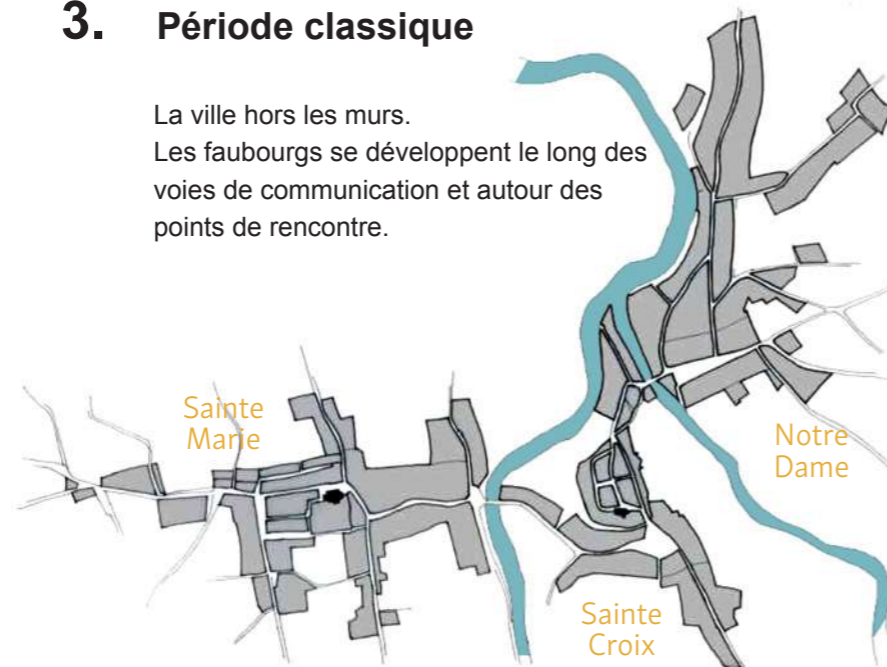 3. Période classique
La ville hors les murs.
Les faubourgs se développent le long des
voies de communication et autour des
points de rencontre.
Sainte
Marie
Notre
Dame
Sainte
Croix